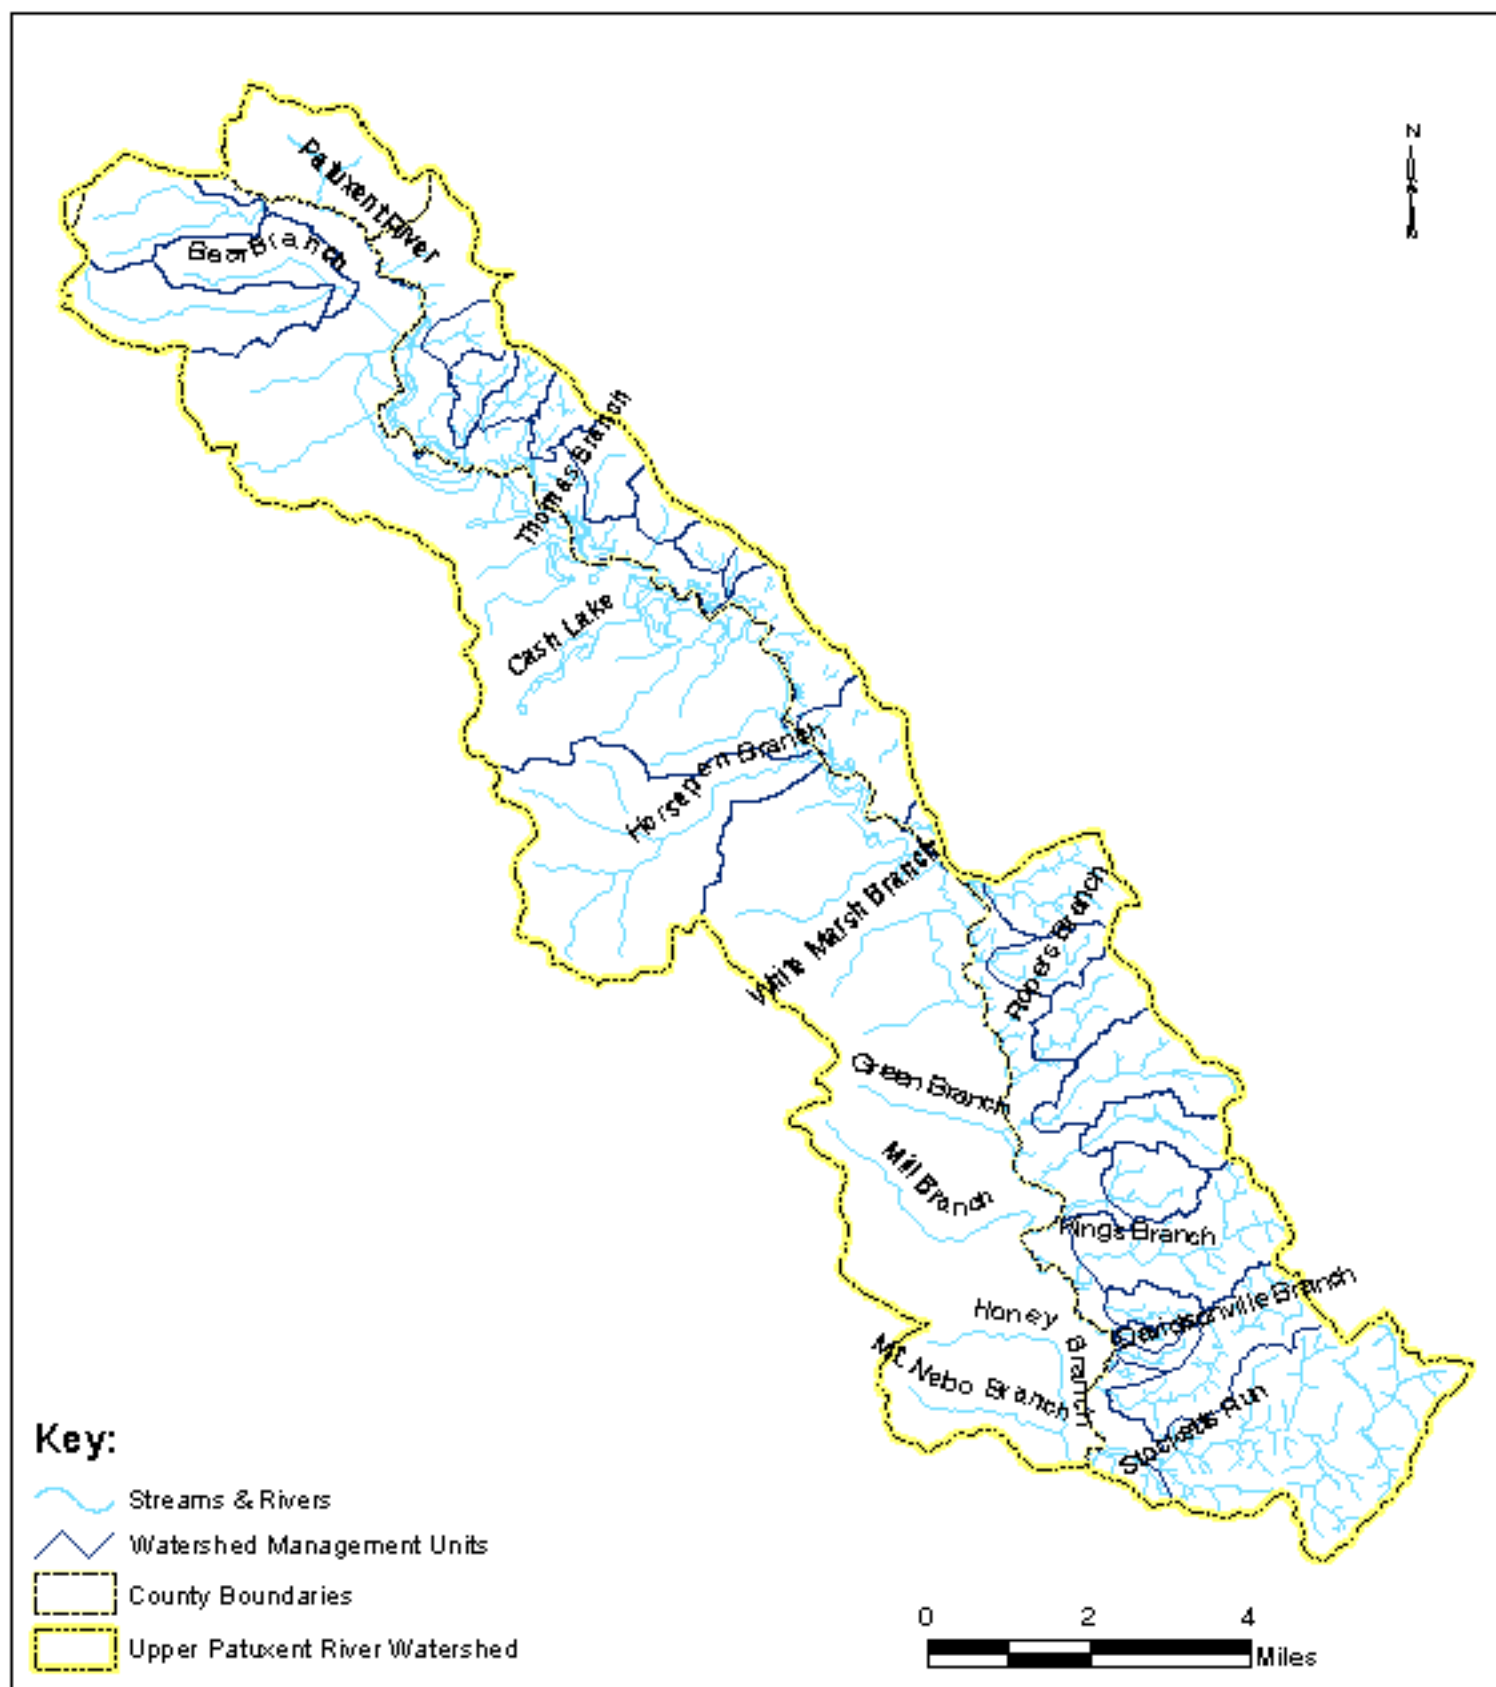 N
Patuxent River
Bear Branch
Thomas Branch
Cash Lake
Horsepen Branch
White Marsh Branch
Ropers Branch
Green Branch
Mill Branch
Kings Branch
Davidsonville Branch
Honey Branch
Mt. Nebo Branch
Stocketts Run
Key:
Streams & Rivers
Watershed Management Units
County Boundaries
Upper Patuxent River Watershed
0 2 4
Miles